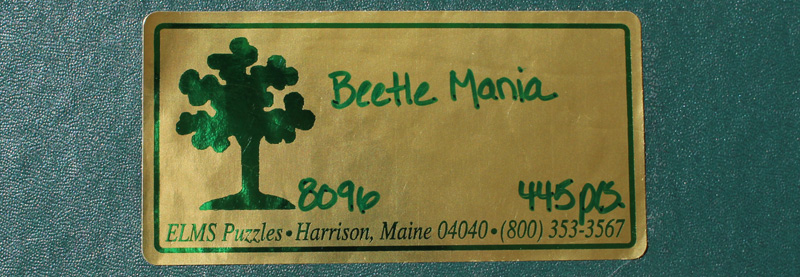 Beetle Mania
8096 445 pcs.
ELMS Puzzles • Harrison, Maine 04040 • (800) 353-3567